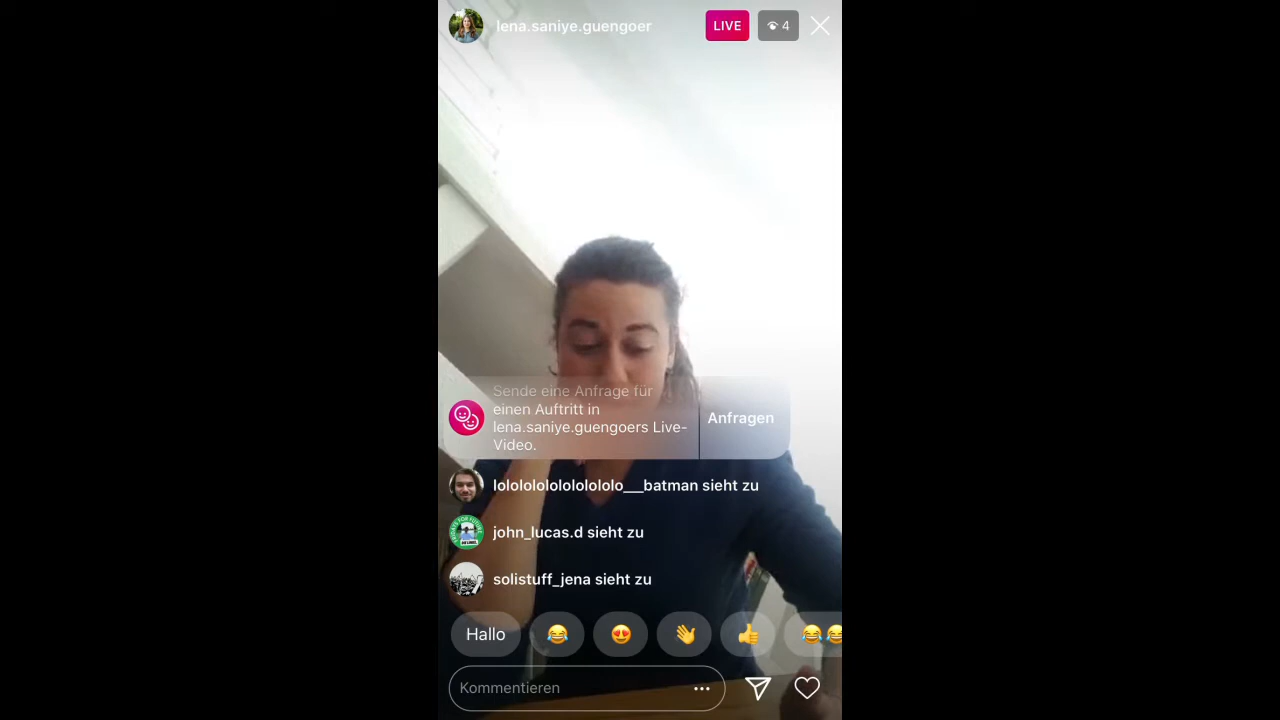 lena.saniye.guengoer
LIVE
4
Sende eine Anfrage für
einen Auftritt in
lena.saniye.guengoers Live-
Video.
Anfragen
lolololololololololo___batman sieht zu
john_lucas.d sieht zu
solistuff_jena sieht zu
Hallo
Kommentieren